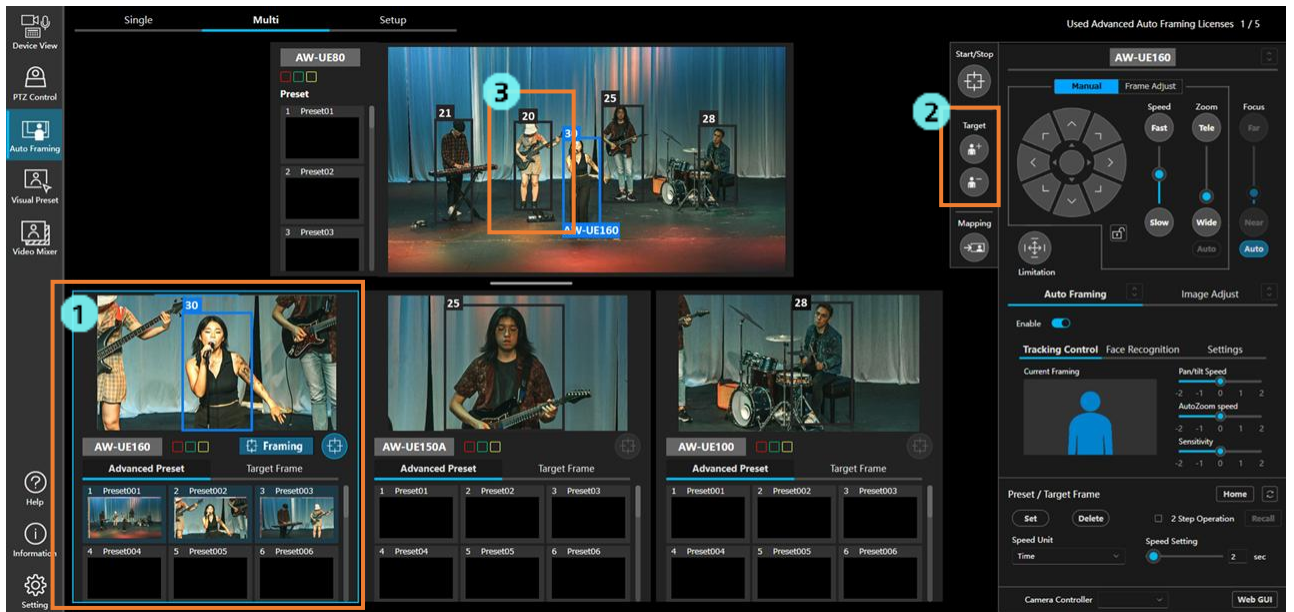 Single Multi Setup
Used Advanced Auto Framing Licenses 1 / 5
Device View
PTZ Control
Auto Framing
Visual Preset
Video Mixer
Help
Information
Setting
AW-UE80
Preset
1 Preset01
2 Preset02
3 Preset03
21
3
20
30
25
28
AW-UE160
Start/Stop
2
Target
Mapping
AW-UE160
Manual Frame Adjust
Speed Zoom Focus
Fast Tele Far
Slow Wide Near
Auto Auto
Limitation
Auto Framing Image Adjust
Enable
Tracking Control Face Recognition Settings
Current Framing
Pan/tilt Speed
-2 -1 0 1 2
AutoZoom speed
-2 -1 0 1 2
Sensitivity
-2 -1 0 1 2
Preset / Target Frame Home
Set Delete 2 Step Operation Recall
Speed Unit Speed Setting
Time 2 sec
Camera Controller Web GUI
1
30
AW-UE160 Framing
Advanced Preset Target Frame
1 Preset001 2 Preset002 3 Preset003
4 Preset004 5 Preset005 6 Preset006
25
AW-UE150A
Advanced Preset Target Frame
1 Preset01 2 Preset02 3 Preset03
4 Preset04 5 Preset05 6 Preset06
28
AW-UE100
Advanced Preset Target Frame
1 Preset001 2 Preset002 3 Preset003
4 Preset004 5 Preset005 6 Preset006